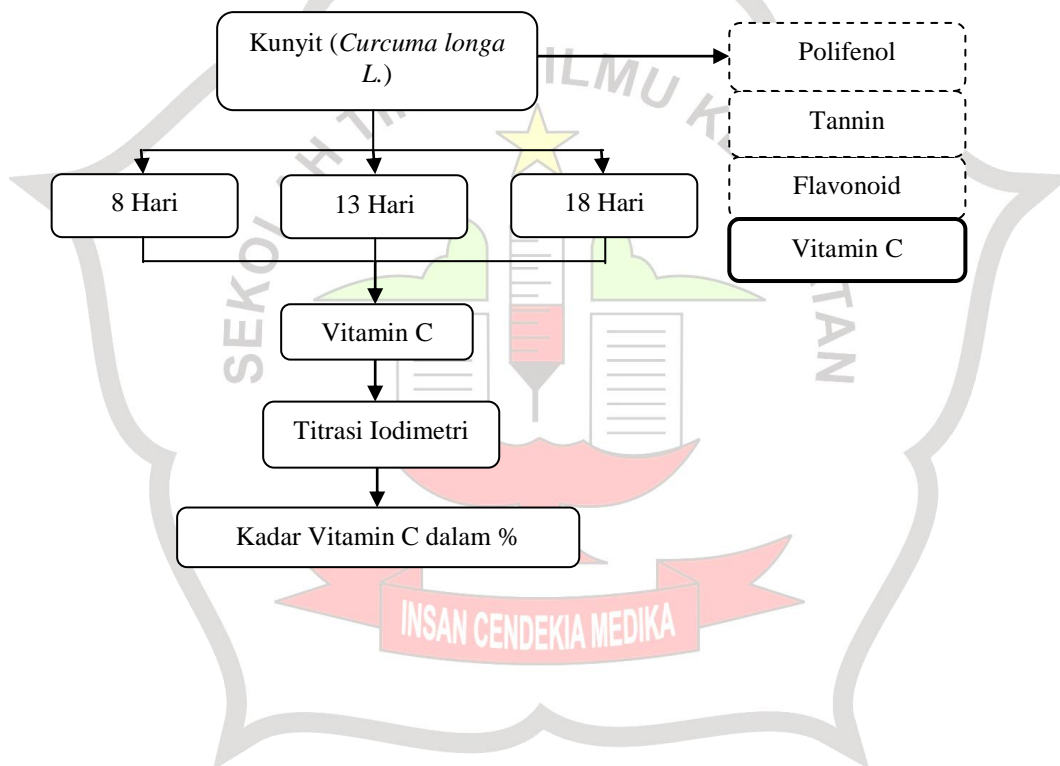 Kunyit (Curcuma longa
L.)
Polifenol
Tannin
Flavonoid
Vitamin C
8 Hari
13 Hari
18 Hari
Vitamin C
Titrasi Iodimetri
Kadar Vitamin C dalam %
INSAN CENDEKIA MEDIKA